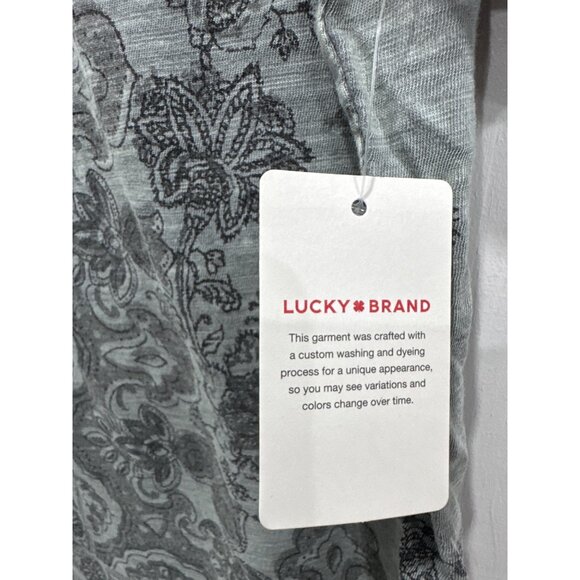 LUCKY BRAND
This garment was crafted with
a custom washing and dyeing
process for a unique appearance,
so you may see variations and
colors change over time.